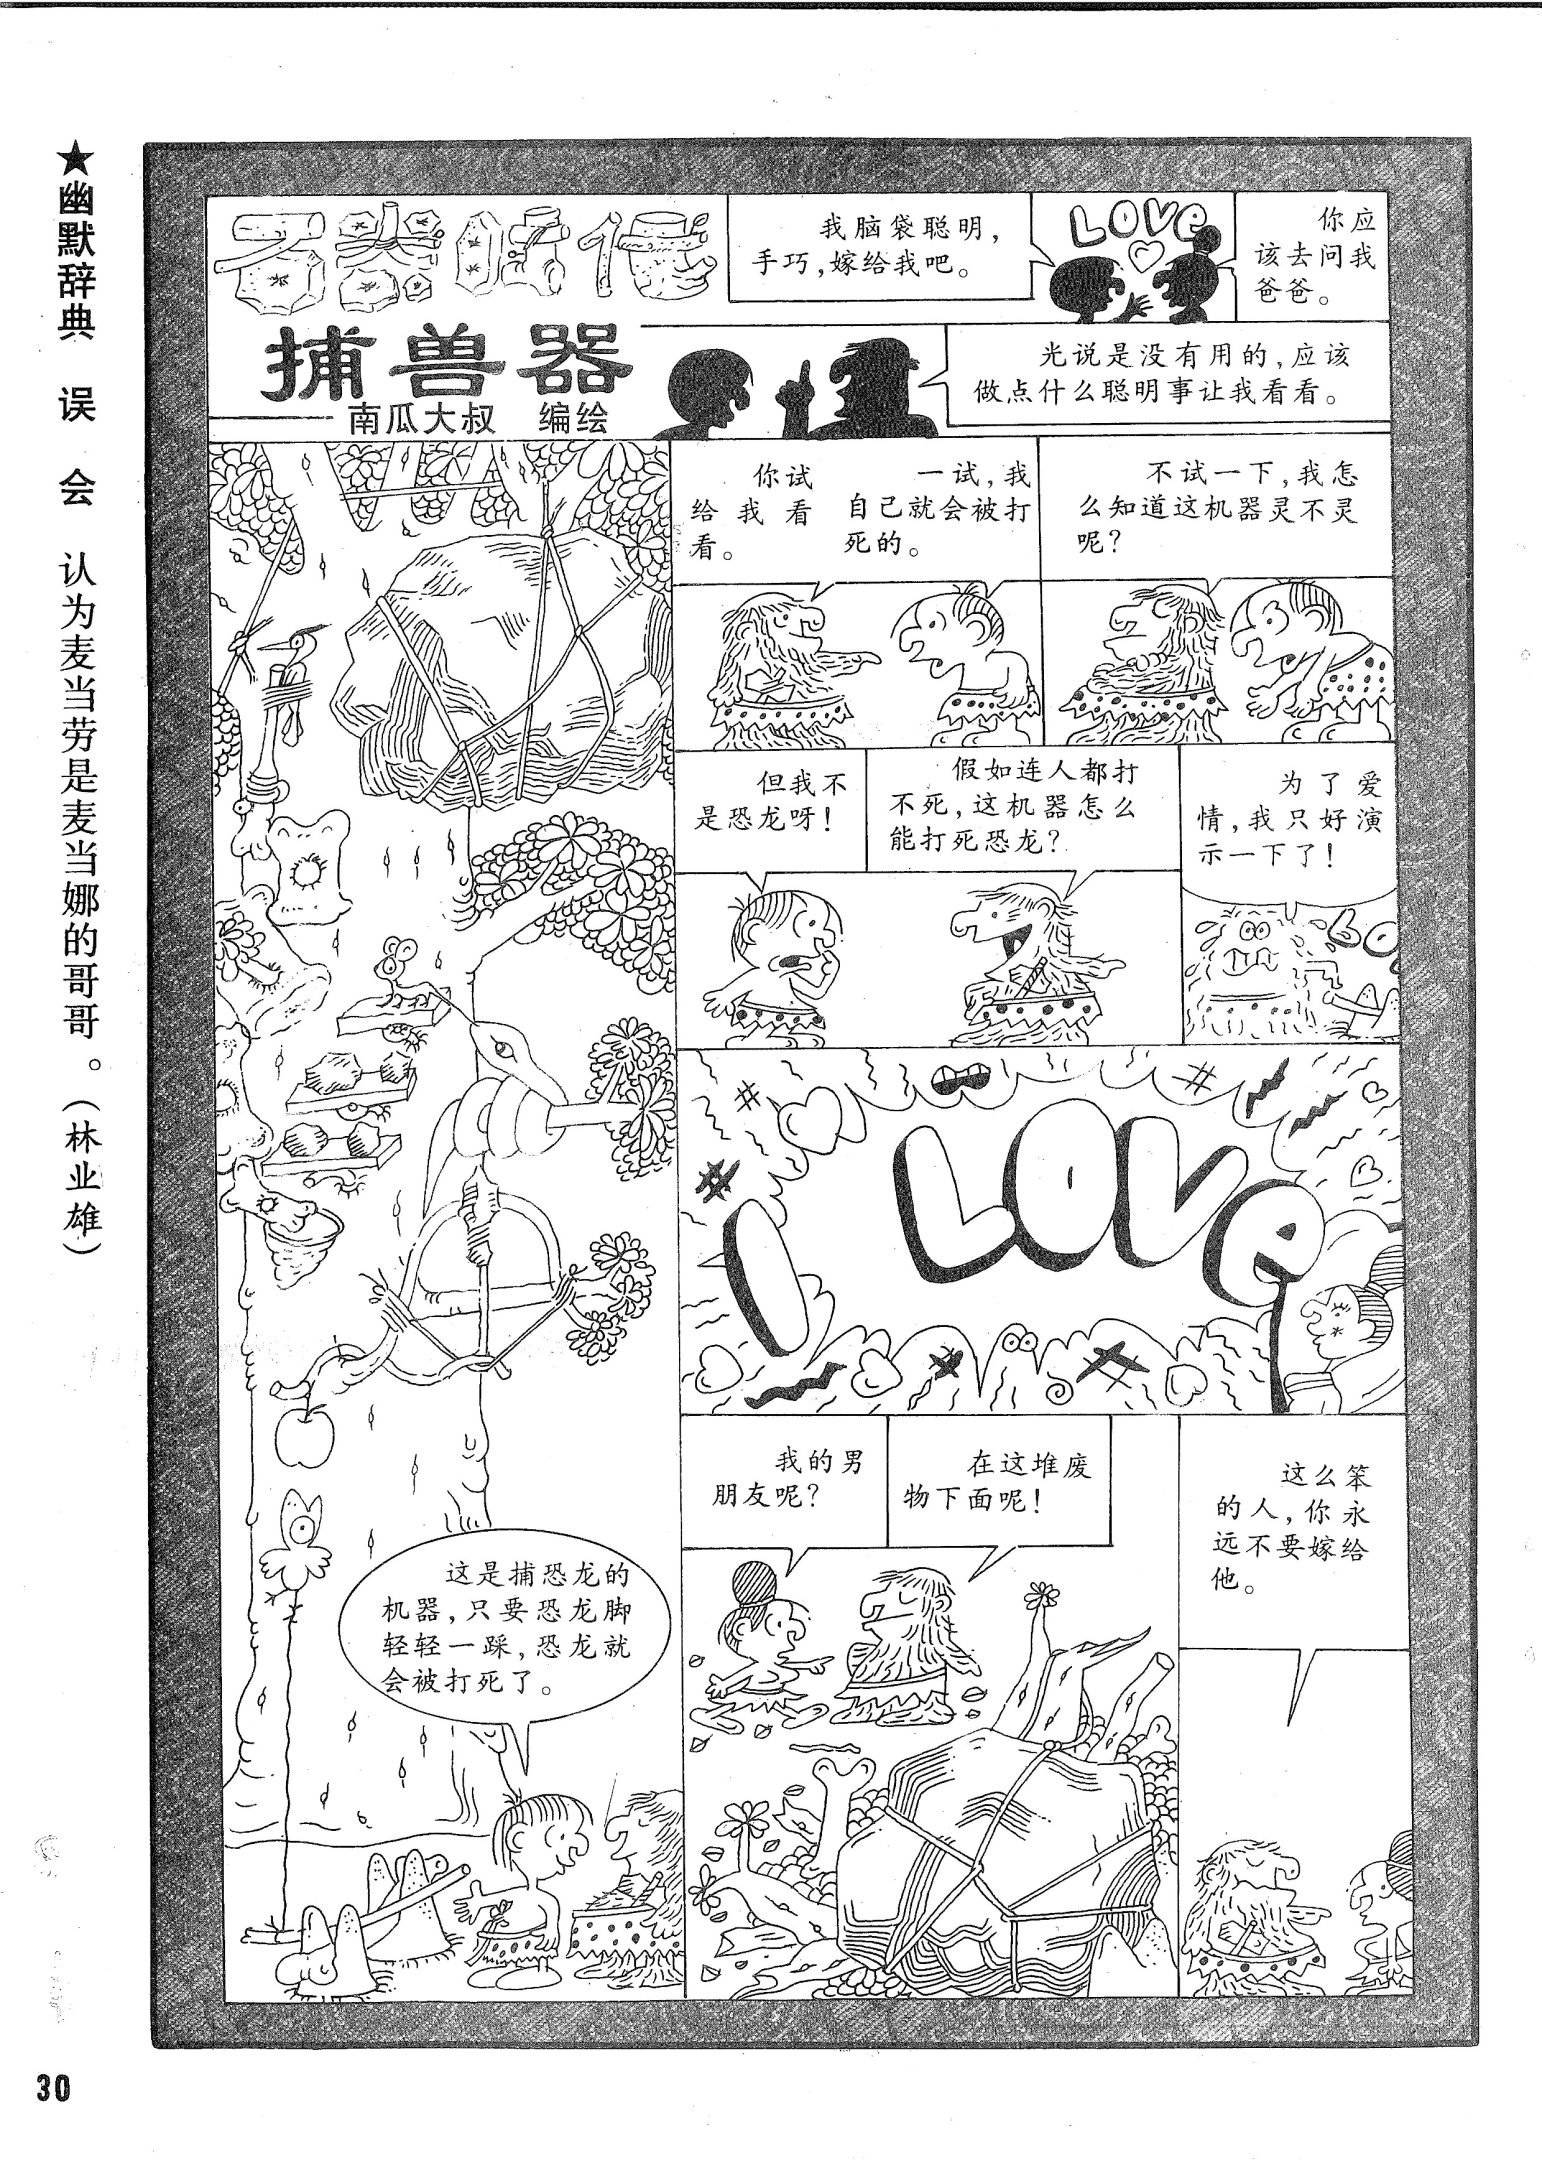 ★幽默辞典 误会 认为麦当劳是麦当娜的哥哥。(林业雄)
石器时代
捕兽器
南瓜大叔 编绘
我脑袋聪明,
手巧,嫁给我吧。
LOVe
你应
该去问我
爸爸。
光说是没有用的,应该
做点什么聪明事让我看看。
这是捕恐龙的
机器,只要恐龙脚
轻轻一踩,恐龙就
会被打死了。
你试
给我看
看。
一试,我
自己就会被打
死的。
不试一下,我怎
么知道这机器灵不灵
呢?
但我不
是恐龙呀!
假如连人都打
不死,这机器怎么
能打死恐龙?
为了爱
情,我只好演
示一下了!
LOVe
我的男
朋友呢?
在这堆废
物下面呢!
这么笨
的人,你永
远不要嫁给
他。
30